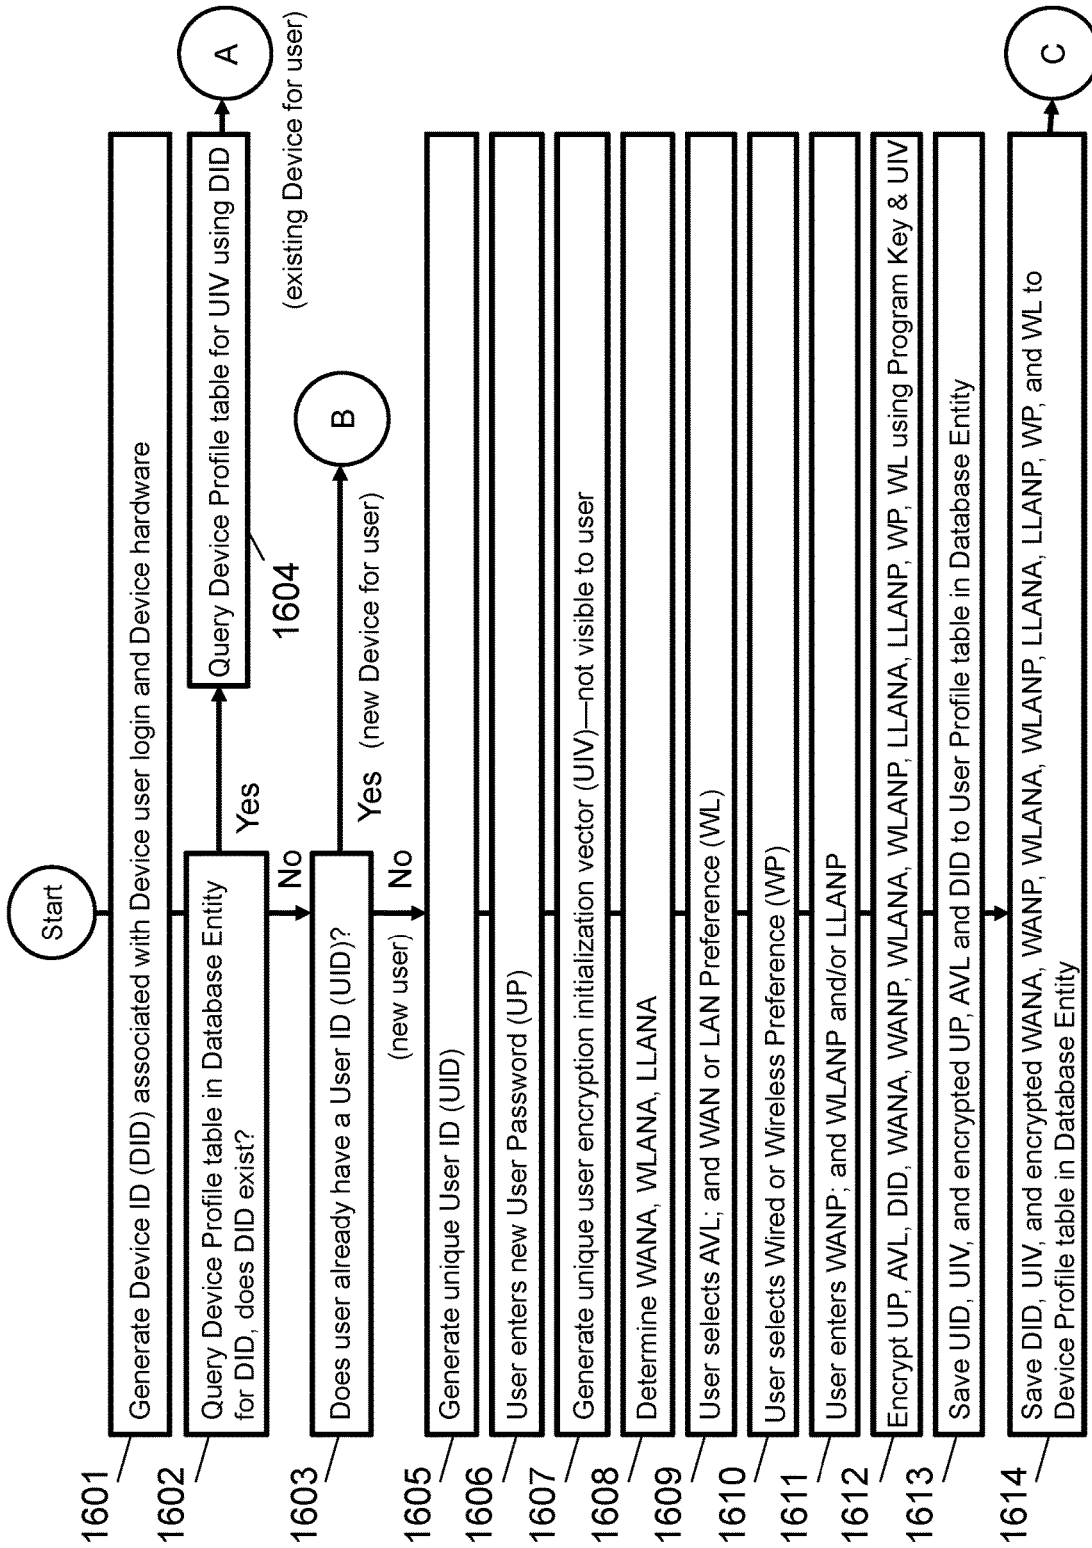 Start
1601
Generate Device ID (DID) associated with Device user login and Device hardware
1602
Query Device Profile table in Database Entity
for DID, does DID exist?
Yes
Query Device Profile table for UIV using DID
1604
A
(existing Device for user)
No
1603
Does user already have a User ID (UID)?
Yes (new Device for user)
B
No
(new user)
1605
Generate unique User ID (UID)
1606
User enters new User Password (UP)
1607
Generate unique user encryption initialization vector (UIV)—not visible to user
1608
Determine WANA, WLANA, LLANA
1609
User selects AVL; and WAN or LAN Preference (WL)
1610
User selects Wired or Wireless Preference (WP)
1611
User enters WANP; and WLANP and/or LLANP
1612
Encrypt UP, AVL, DID, WANA, WANP, WLANA, WLANP, LLANA, LLANP, WP, WL using Program Key & UIV
1613
Save UID, UIV, and encrypted UP, AVL and DID to User Profile table in Database Entity
1614
Save DID, UIV, and encrypted WANA, WANP, WLANA, WLANP, LLANA, LLANP, WP, and WL to
Device Profile table in Database Entity
C